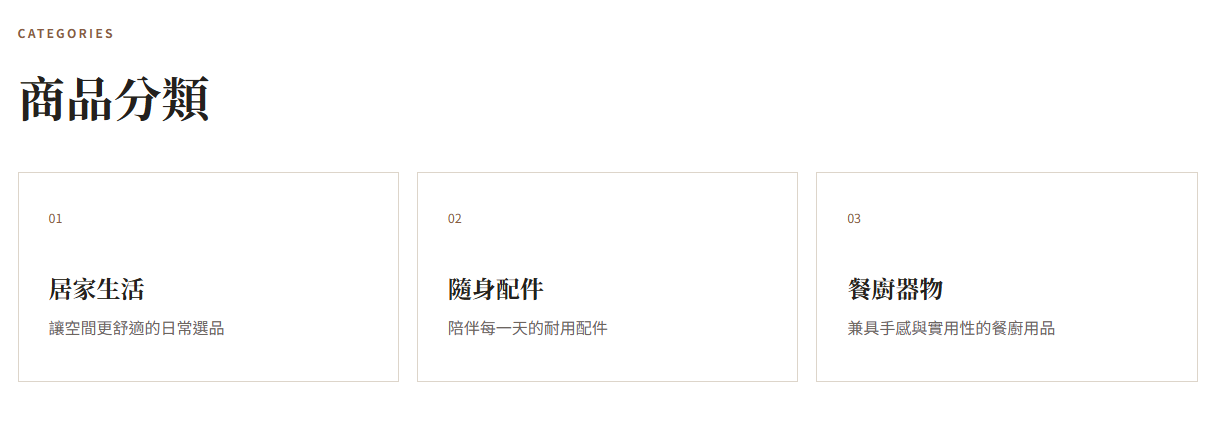 CATEGORIES
商品分類
01
居家生活
讓空間更舒適的日常選品
02
隨身配件
陪伴每一天的耐用配件
03
餐廚器物
兼具手感與實用性的餐廚用品